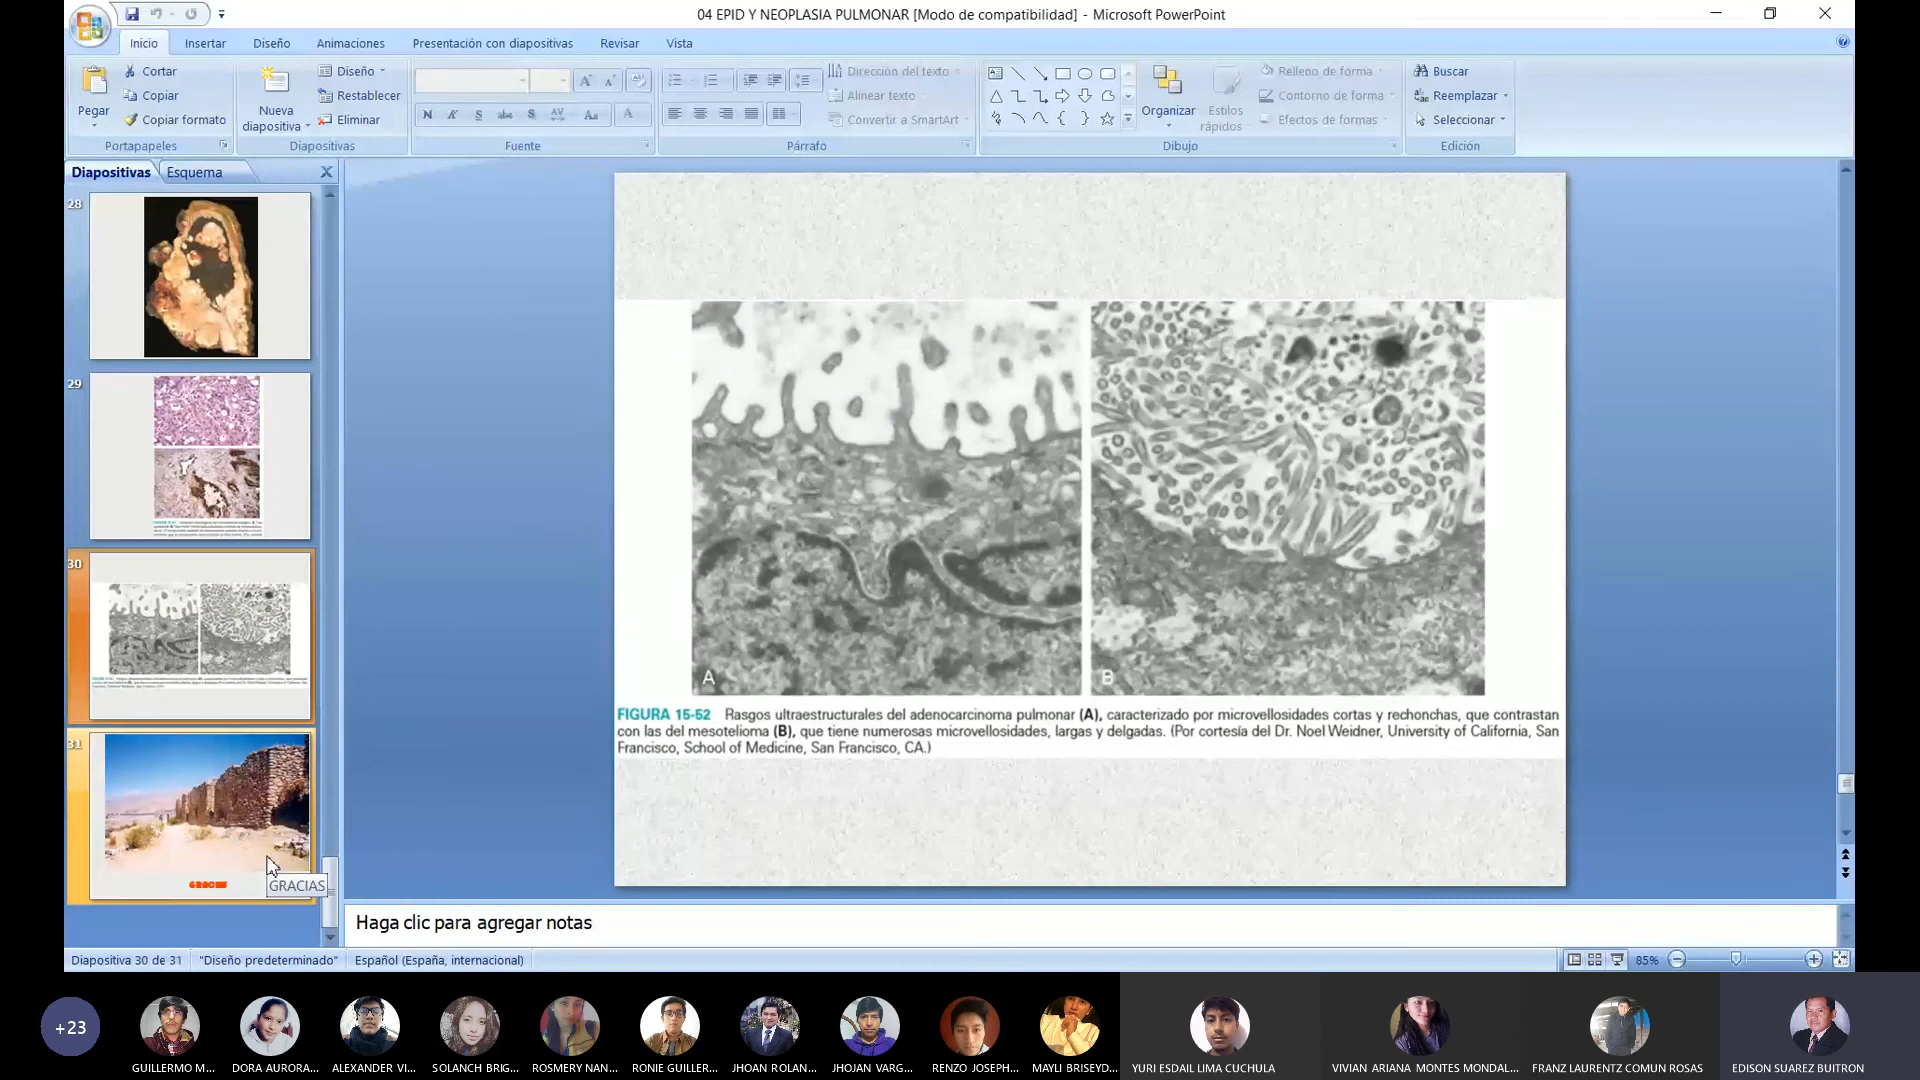 04 EPID Y NEOPLASIA PULMONAR [Modo de compatibilidad] - Microsoft PowerPoint
Inicio Insertar Diseño Animaciones Presentación con diapositivas Revisar Vista
Pegar
Cortar
Copiar
Copiar formato
Portapapeles
Nueva
diapositiva
Diseño
Restablecer
Eliminar
Diapositivas
Fuente
Dirección del texto
Alinear texto
Convertir a SmartArt
Párrafo
Organizar
Estilos
rápidos
Relleno de forma
Contorno de forma
Efectos de formas
Dibujo
Buscar
Reemplazar
Seleccionar
Edición
Diapositivas Esquema
28
29
30
31
GRACIAS
GRACIAS
A B
FIGURA 15-52 Rasgos ultraestructurales del adenocarcinoma pulmonar (A), caracterizado por microvellosidades cortas y rechonchas, que contrastan
con las del mesotelioma (B), que tiene numerosas microvellosidades, largas y delgadas. (Por cortesía del Dr. Noel Weidner, University of California, San
Francisco, School of Medicine, San Francisco, CA.)
Haga clic para agregar notas
Diapositiva 30 de 31 "Diseño predeterminado" Español (España, internacional) 85%
+23
GUILLERMO M... DORA AURORA... ALEXANDER VI... SOLANCH BRIG... ROSMERY NAN... RONIE GUILLER... JHOAN ROLAN... JHOJAN VARG... RENZO JOSEPH... MAYLI BRISEYD... YURI ESDAIL LIMA CUCHULA VIVIAN ARIANA MONTES MONDAL... FRANZ LAURENTZ COMUN ROSAS EDISON SUAREZ BUITRON